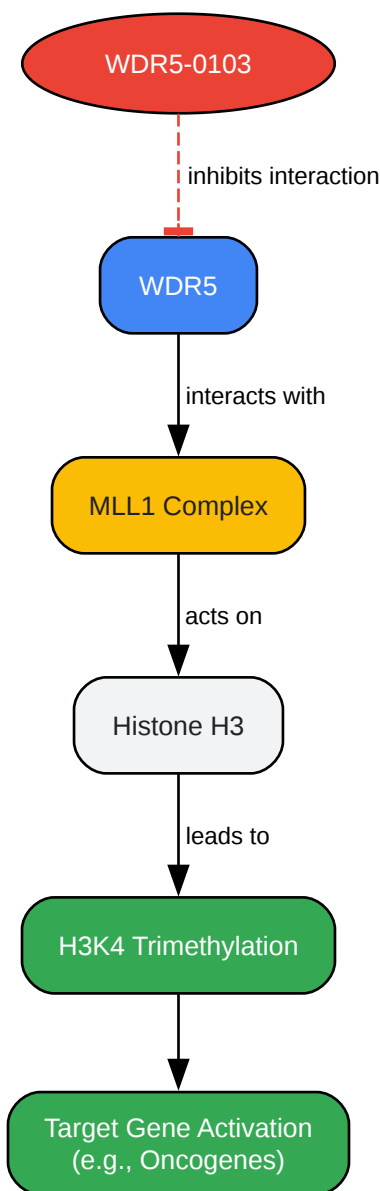 WDR5-0103
inhibits interaction
WDR5
interacts with
MLL1 Complex
acts on
Histone H3
leads to
H3K4 Trimethylation
Target Gene Activation
(e.g., Oncogenes)